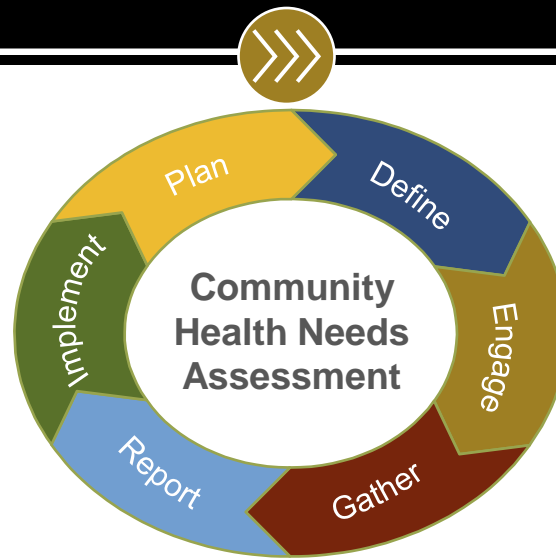 Plan
Define
Engage
Gather
Report
Implement
Community
Health Needs
Assessment